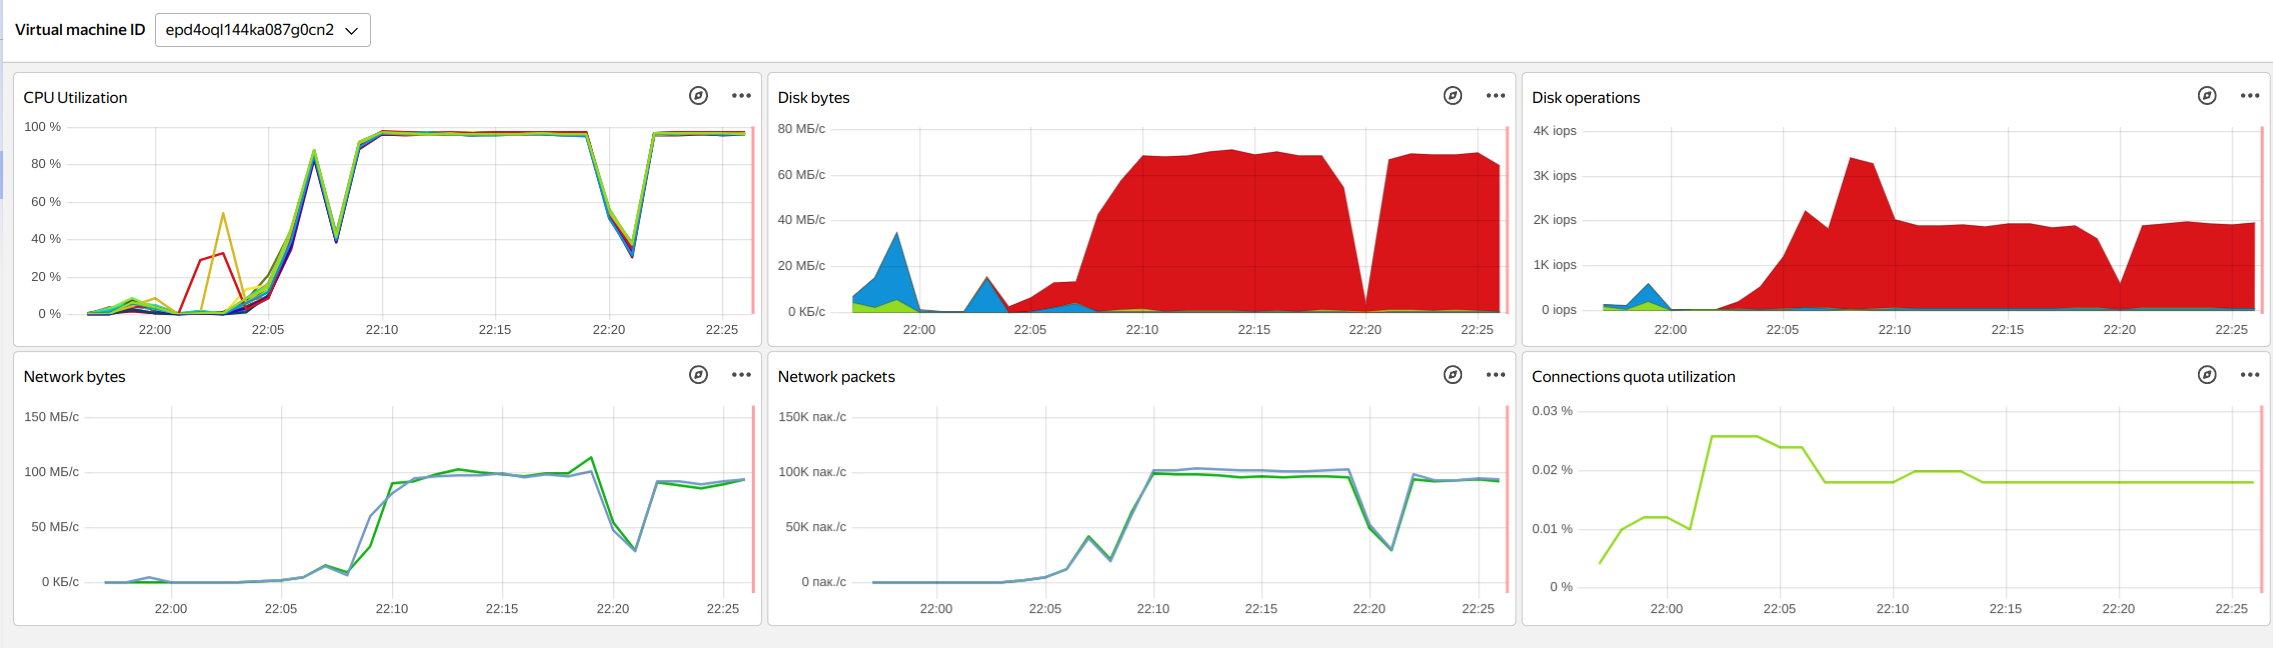 Virtual machine ID epd4oql144ka087g0cn2
CPU Utilization
100 %
80 %
60 %
40 %
20 %
0 %
22:00 22:05 22:10 22:15 22:20 22:25
Disk bytes
80 МБ/с
60 МБ/с
40 МБ/с
20 МБ/с
0 КБ/с
22:00 22:05 22:10 22:15 22:20 22:25
Disk operations
4K iops
3K iops
2K iops
1K iops
0 iops
22:00 22:05 22:10 22:15 22:20 22:25
Network bytes
150 МБ/с
100 МБ/с
50 МБ/с
0 КБ/с
22:00 22:05 22:10 22:15 22:20 22:25
Network packets
150K пак./с
100K пак./с
50K пак./с
0 пак./с
22:00 22:05 22:10 22:15 22:20 22:25
Connections quota utilization
0.03 %
0.02 %
0.01 %
0 %
22:00 22:05 22:10 22:15 22:20 22:25